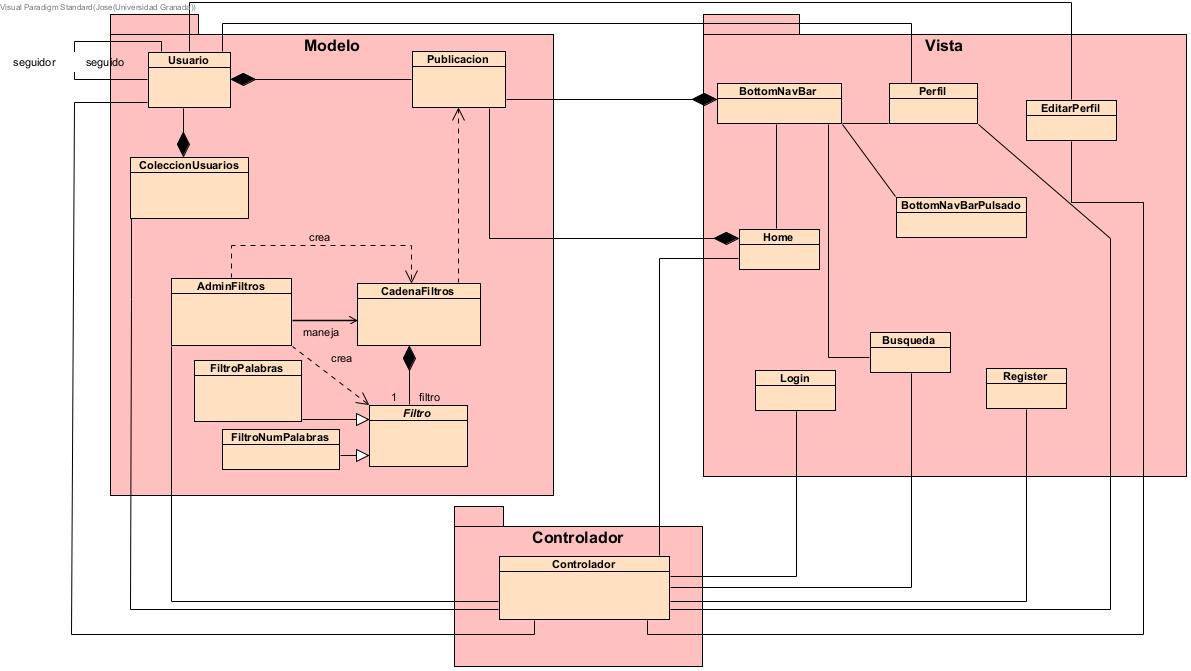 Visual Paradigm Standard(Jose(Universidad Granada))
Modelo
Vista
seguidor
seguido
Usuario
Publicacion
BottomNavBar
Perfil
EditarPerfil
ColeccionUsuarios
BottomNavBarPulsado
crea
Home
AdminFiltros
CadenaFiltros
maneja
crea
Busqueda
FiltroPalabras
Login
Register
1
filtro
Filtro
FiltroNumPalabras
Controlador
Controlador